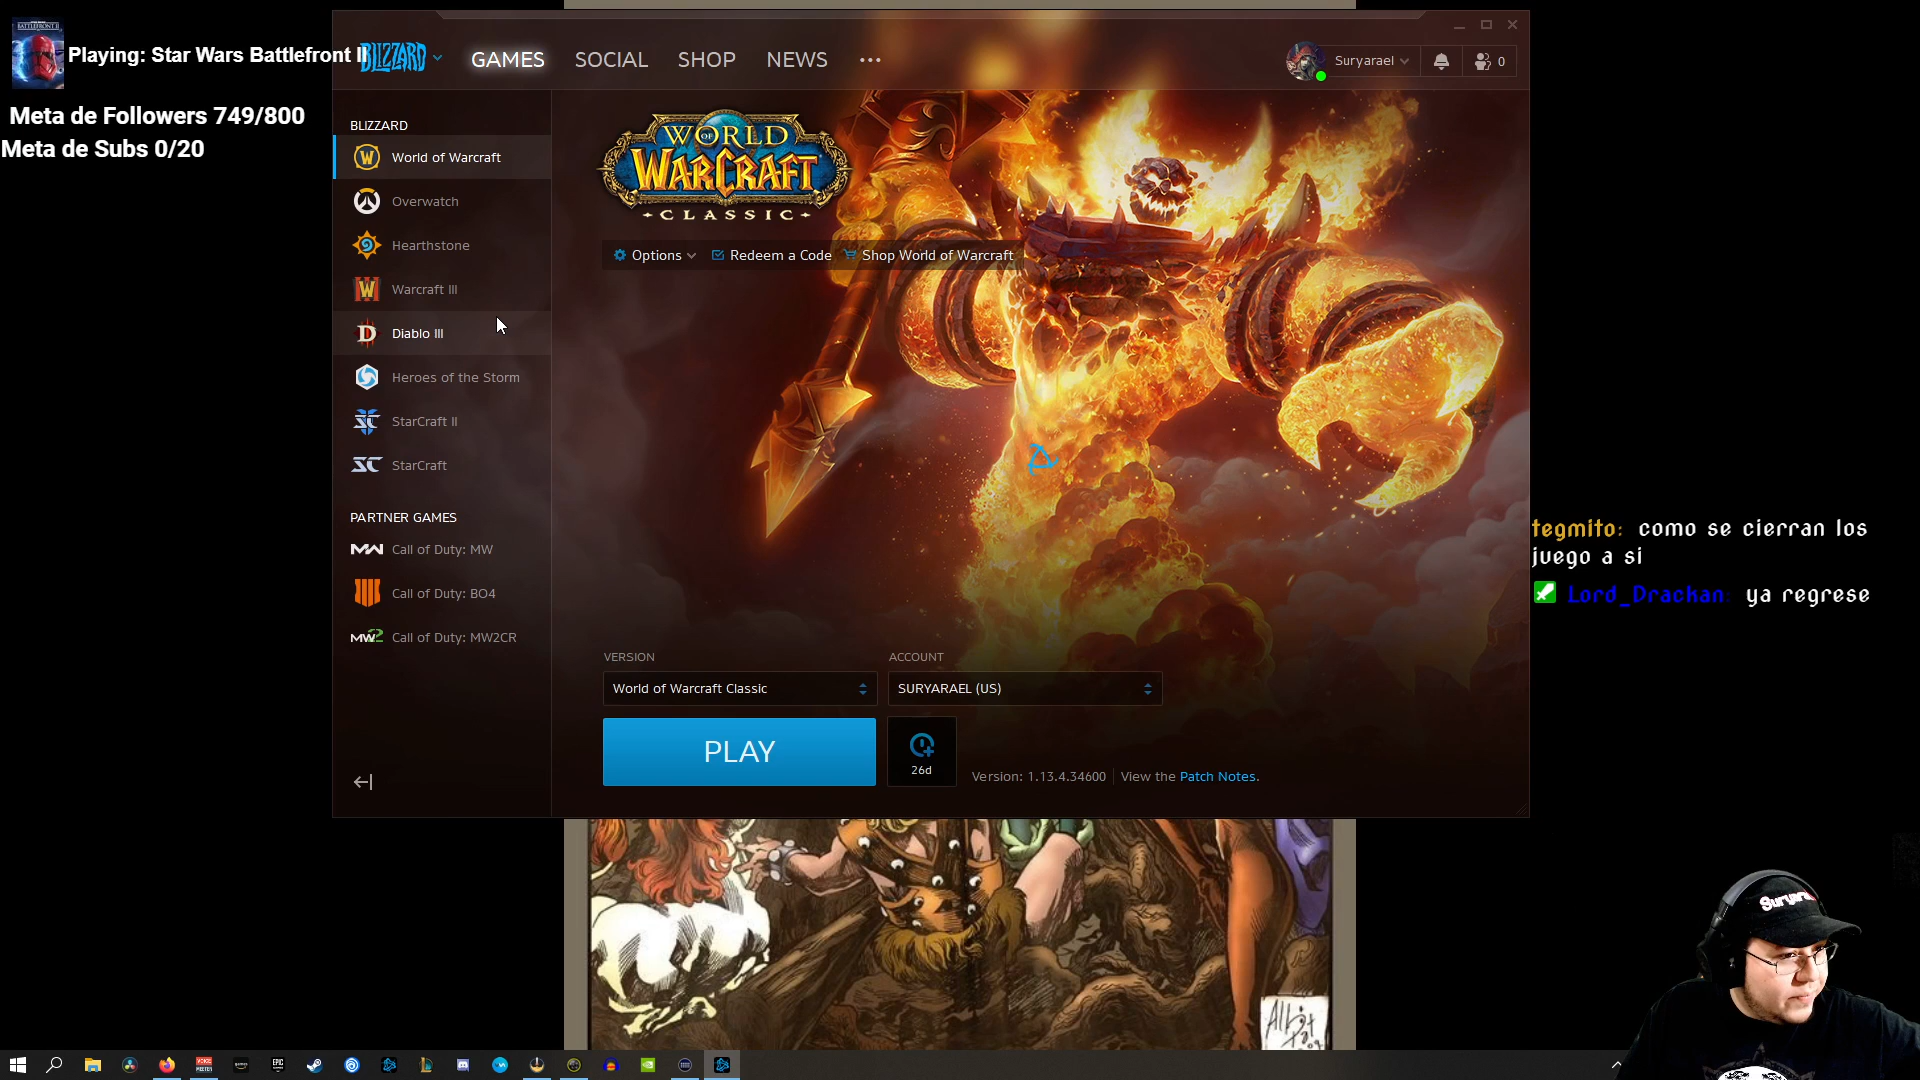 BATTLEFRONT II
Playing: Star Wars Battlefront II
Meta de Followers 749/800
Meta de Subs 0/20
BLIZZARD
GAMES
SOCIAL
SHOP
NEWS
Suryarael
0
BLIZZARD
World of Warcraft
Overwatch
Hearthstone
Warcraft III
Diablo III
Heroes of the Storm
StarCraft II
StarCraft
PARTNER GAMES
Call of Duty: MW
Call of Duty: BO4
Call of Duty: MW2CR
WORLD
OF
WARCRAFT
CLASSIC
Options
Redeem a Code
Shop World of Warcraft
VERSION
World of Warcraft Classic
ACCOUNT
SURYARAEL (US)
PLAY
26d
Version: 1.13.4.34600
View the Patch Notes.
tegmito: como se cierran los
juego a si
Lord_Drackan: ya regrese